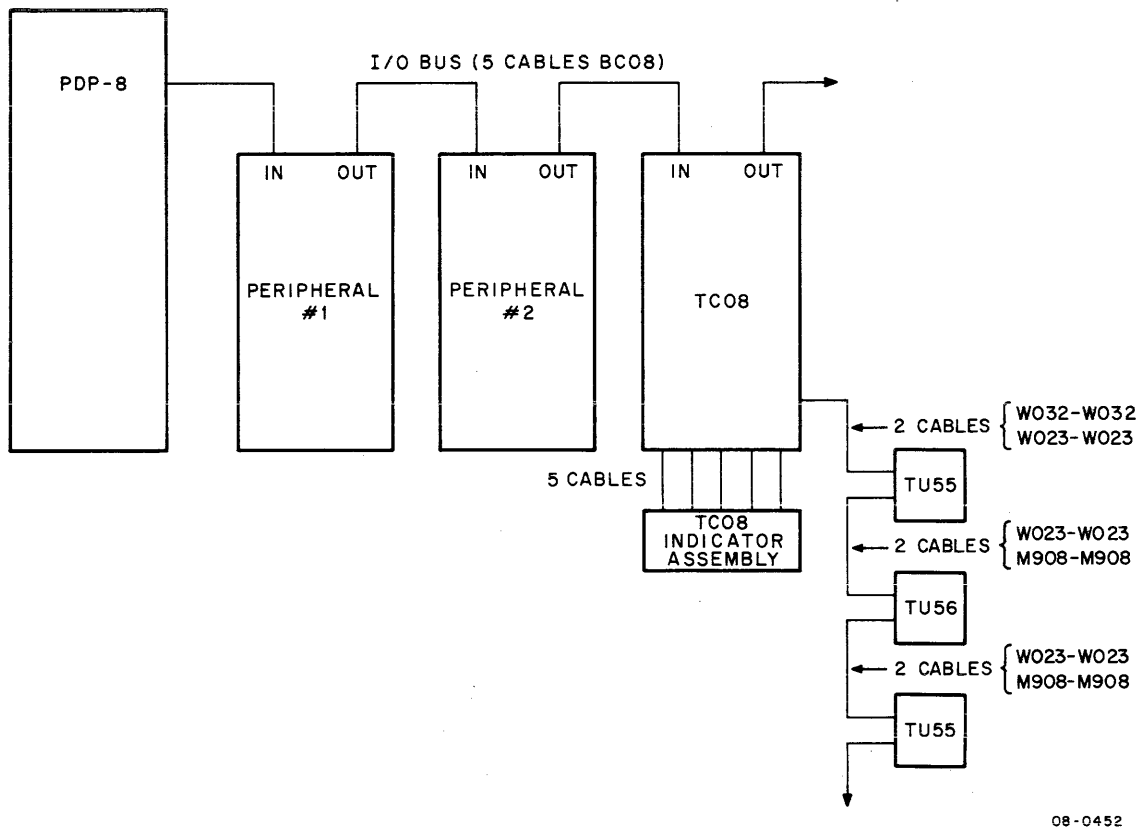 I/O BUS (5 CABLES BC08)
PDP-8
IN OUT
IN OUT
IN OUT
PERIPHERAL
#1
PERIPHERAL
#2
TC08
2 CABLES { W032-W032
W023-W023
5 CABLES
TU55
TC08
INDICATOR
ASSEMBLY
2 CABLES { W023-W023
M908-M908
TU56
2 CABLES { W023-W023
M908-M908
TU55
08-0452